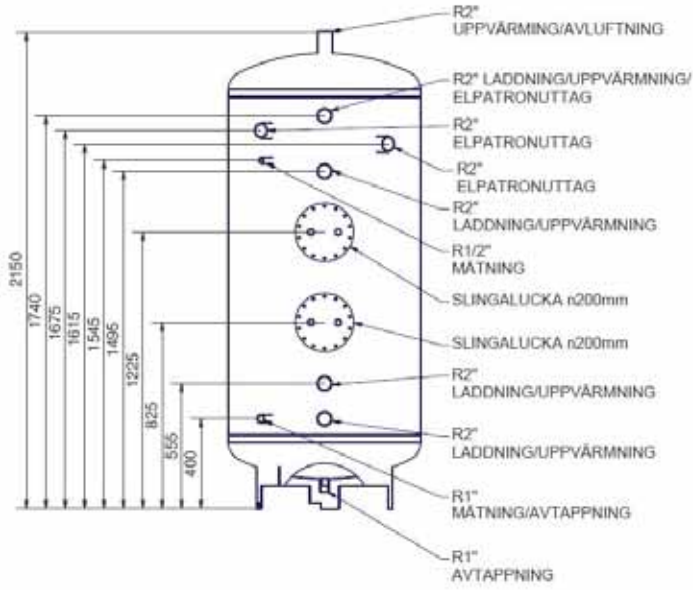 R2"
UPPVÄRMING/AVLUFTNING
R2" LADDNING/UPPVÄRMNING/
ELPATRONUTTAG
R2"
ELPATRONUTTAG
R2"
ELPATRONUTTAG
R2"
LADDNING/UPPVÄRMNING
R1/2"
MÄTNING
SLINGALUCKA n200mm
SLINGALUCKA n200mm
R2"
LADDNING/UPPVÄRMNING
R2"
LADDNING/UPPVÄRMNING
R1"
MÄTNING/AVTAPPNING
R1"
AVTAPPNING
2150
1740
1675
1615
1545
1495
1225
825
555
400